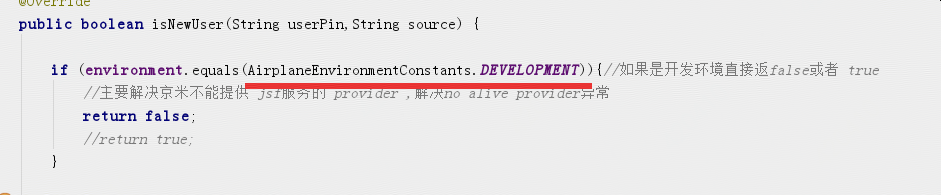 @Override
public boolean isNewUser(String userPin,String source) {
if (environment.equals(AirplaneEnvironmentConstants.DEVELOPMENT)){//如果是开发环境直接返false或者 true
//主要解决京米不能提供 jsf服务的 provider ,解决no alive provider异常
return false;
//return true;
}